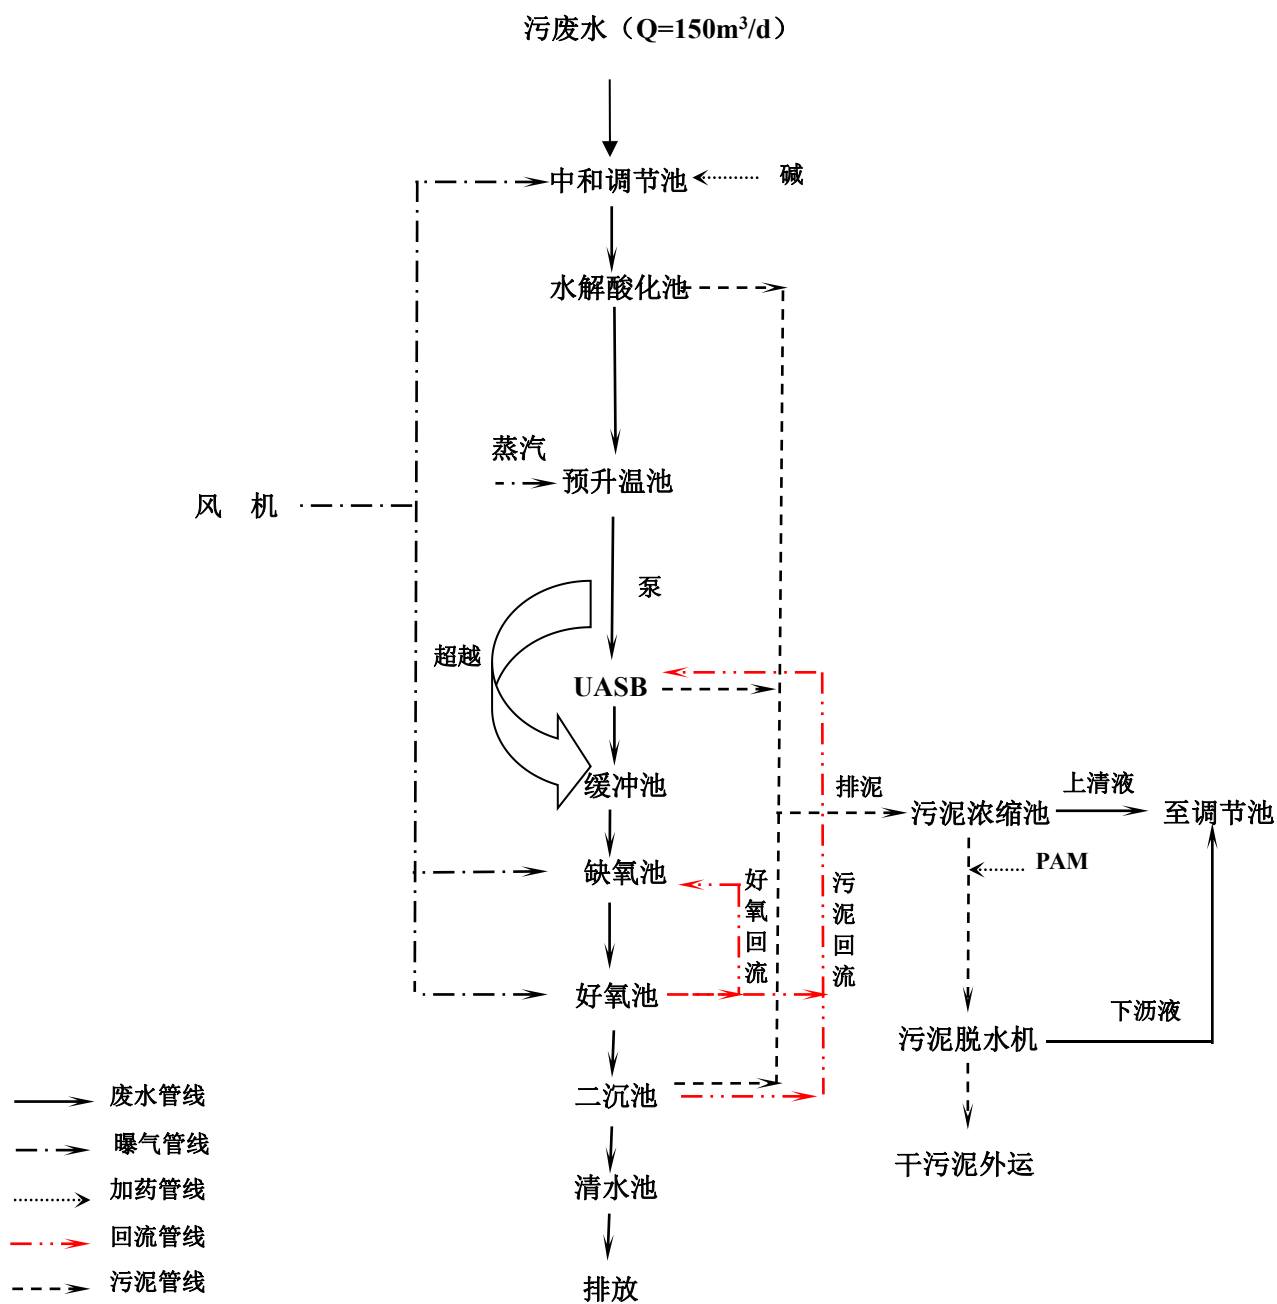 污废水（Q=150m³/d）
中和调节池
碱
水解酸化池
蒸汽
预升温池
风 机
泵
超越
UASB
缓冲池
排泥
污泥浓缩池
上清液
至调节池
缺氧池
好氧回流
污泥回流
PAM
好氧池
污泥脱水机
下沥液
二沉池
干污泥外运
清水池
排放
废水管线
曝气管线
加药管线
回流管线
污泥管线